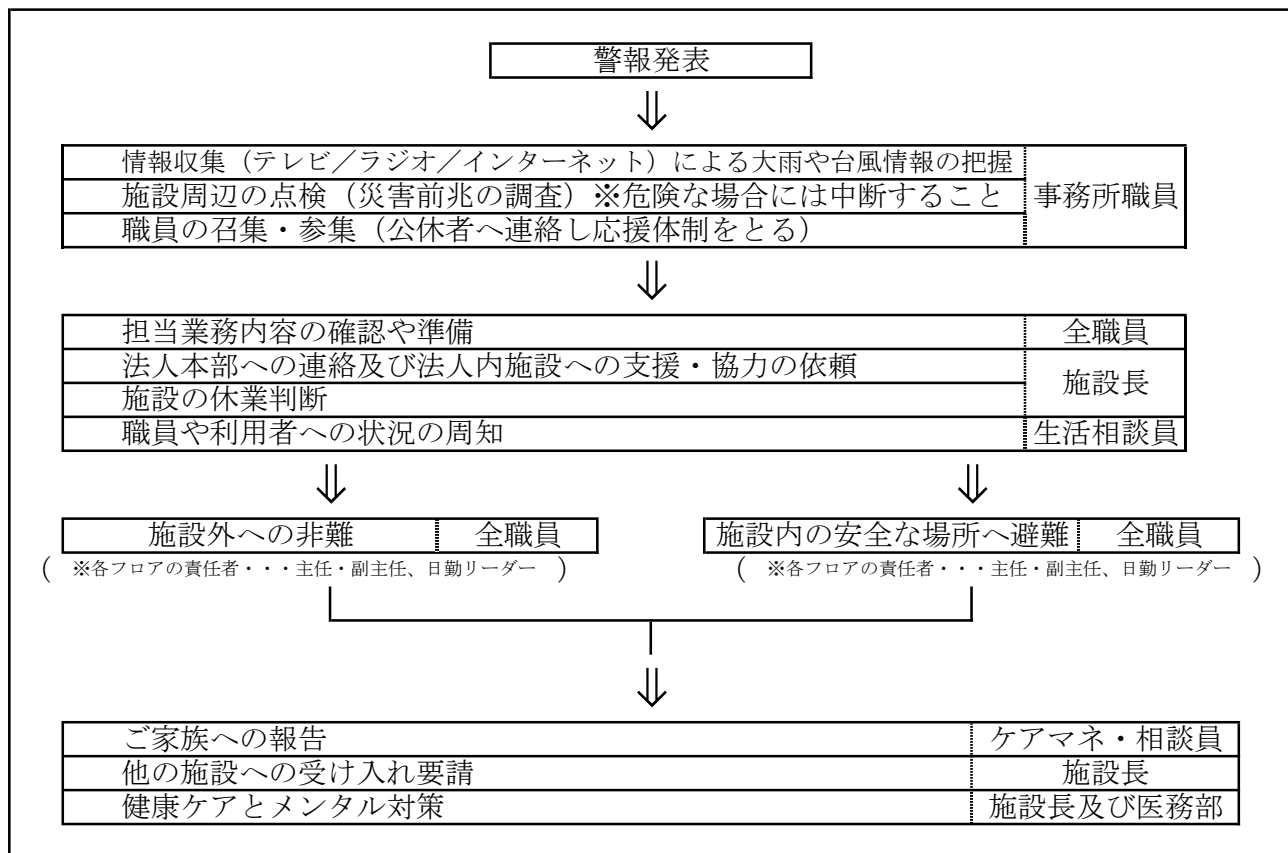 警報発表
⇓
情報収集（テレビ／ラジオ／インターネット）による大雨や台風情報の把握
施設周辺の点検（災害前兆の調査）※危険な場合には中断すること 事務所職員
職員の召集・参集（公休者へ連絡し応援体制をとる）
⇓
担当業務内容の確認や準備 全職員
法人本部への連絡及び法人内施設への支援・協力の依頼
施設長
施設の休業判断
職員や利用者への状況の周知 生活相談員
⇓ ⇓
施設外への非難 全職員 施設内の安全な場所へ避難 全職員
( ※各フロアの責任者・・・主任・副主任、日勤リーダー ) ( ※各フロアの責任者・・・主任・副主任、日勤リーダー )
⇓
ご家族への報告 ケアマネ・相談員
他の施設への受け入れ要請 施設長
健康ケアとメンタル対策 施設長及び医務部